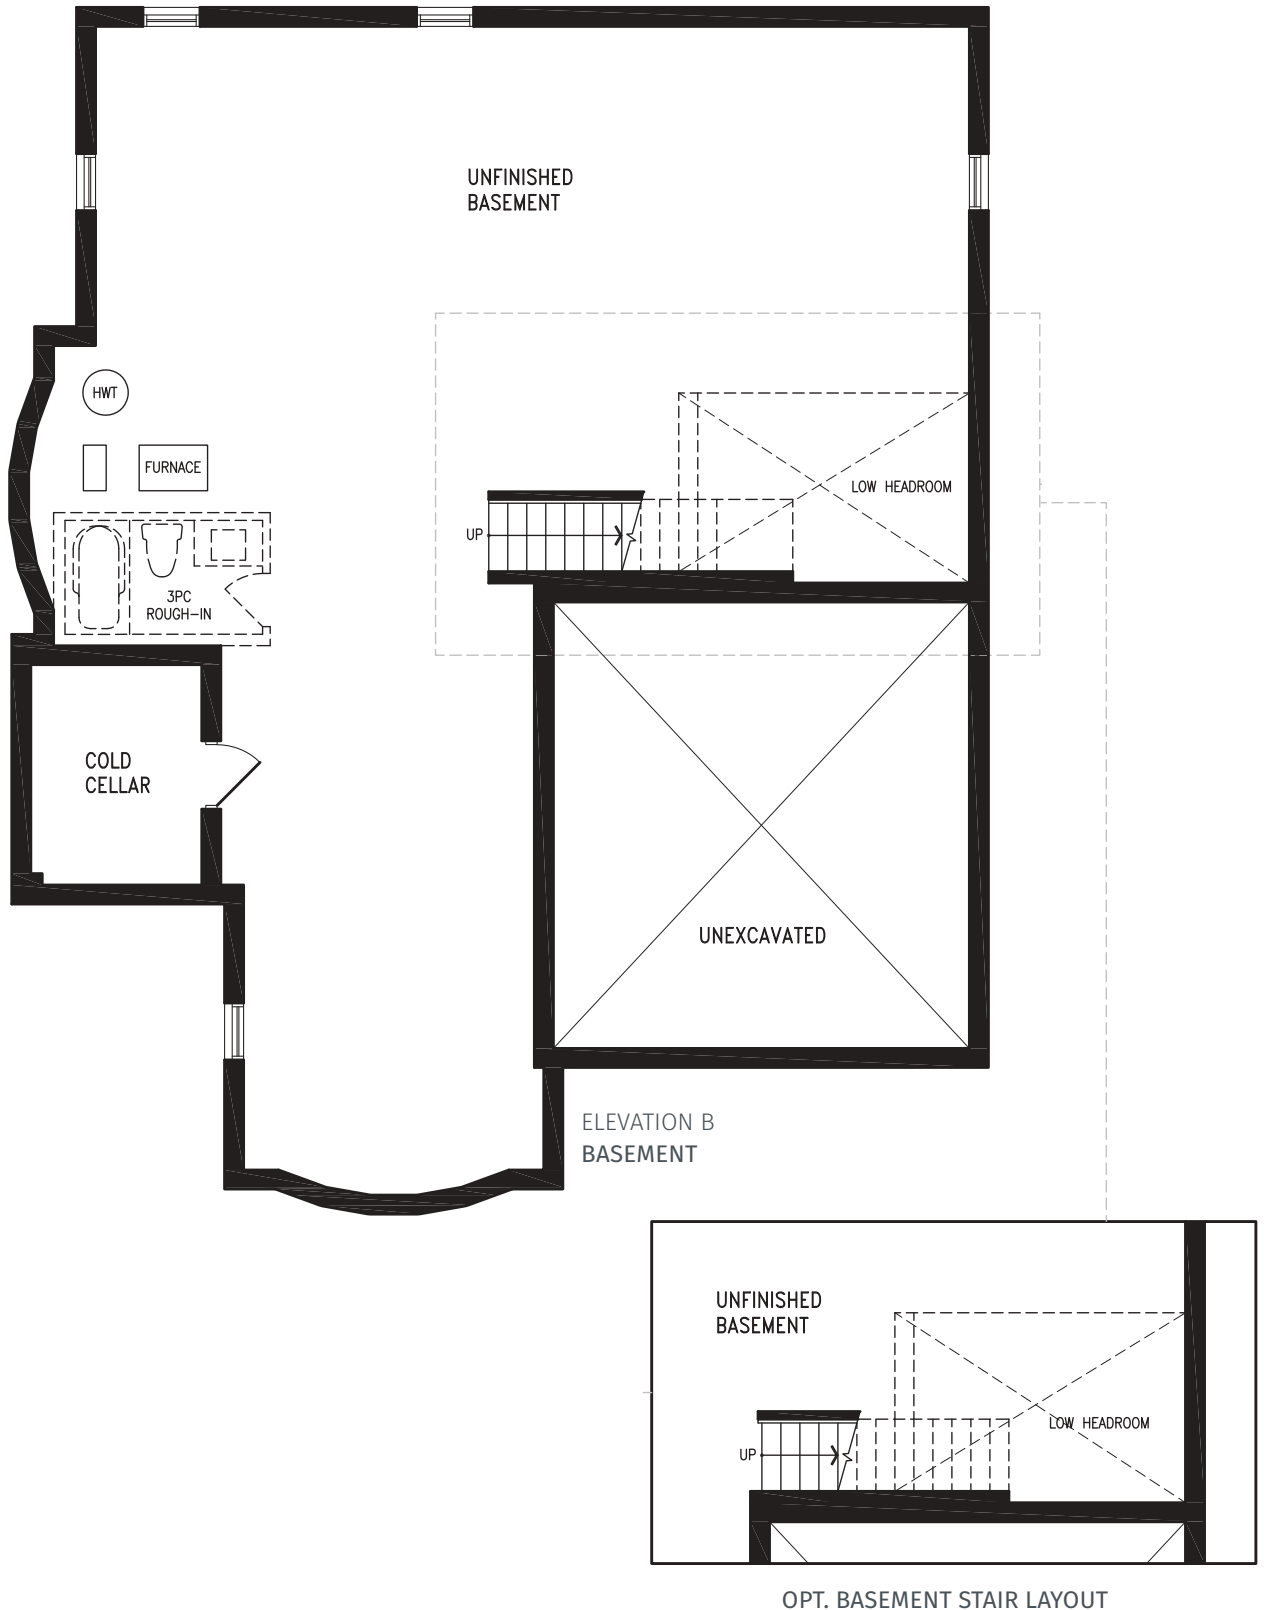 UNFINISHED
BASEMENT
HWT
FURNACE
LOW HEADROOM
UP
3PC
ROUGH-IN
COLD
CELLAR
UNEXCAVATED
ELEVATION B
BASEMENT
UNFINISHED
BASEMENT
LOW HEADROOM
UP
OPT. BASEMENT STAIR LAYOUT